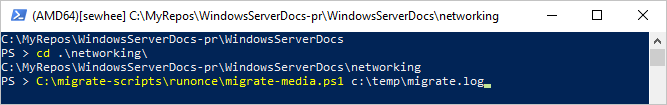 (AMD64)[sewhee] C:\MyRepos\WindowsServerDocs-pr\WindowsServerDocs\networking
C:\MyRepos\WindowsServerDocs-pr\WindowsServerDocs
PS > cd .\networking\
C:\MyRepos\WindowsServerDocs-pr\WindowsServerDocs\networking
PS > C:\migrate-scripts\runonce\migrate-media.ps1 c:\temp\migrate.log